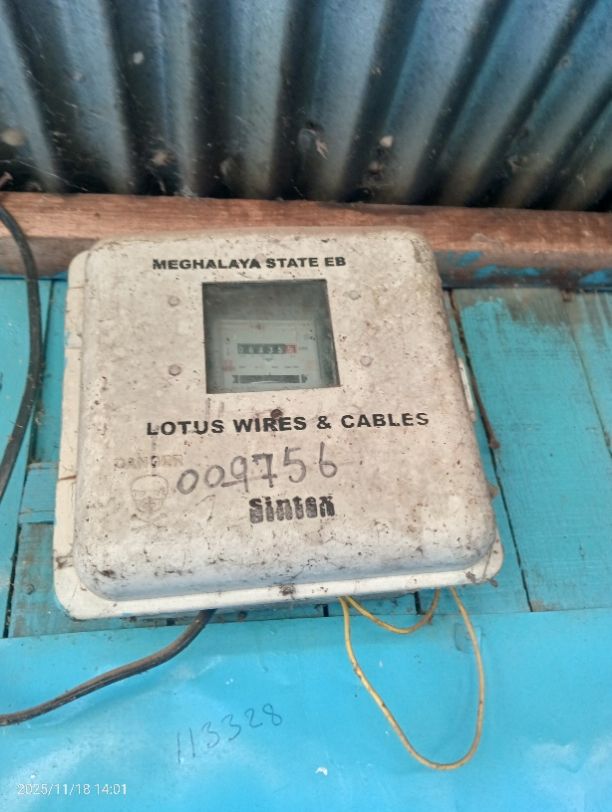 MEGHALAYA STATE EB
LOTUS WIRES & CABLES
DANGER
009756
Sintex
113328
2025/11/18 14:01